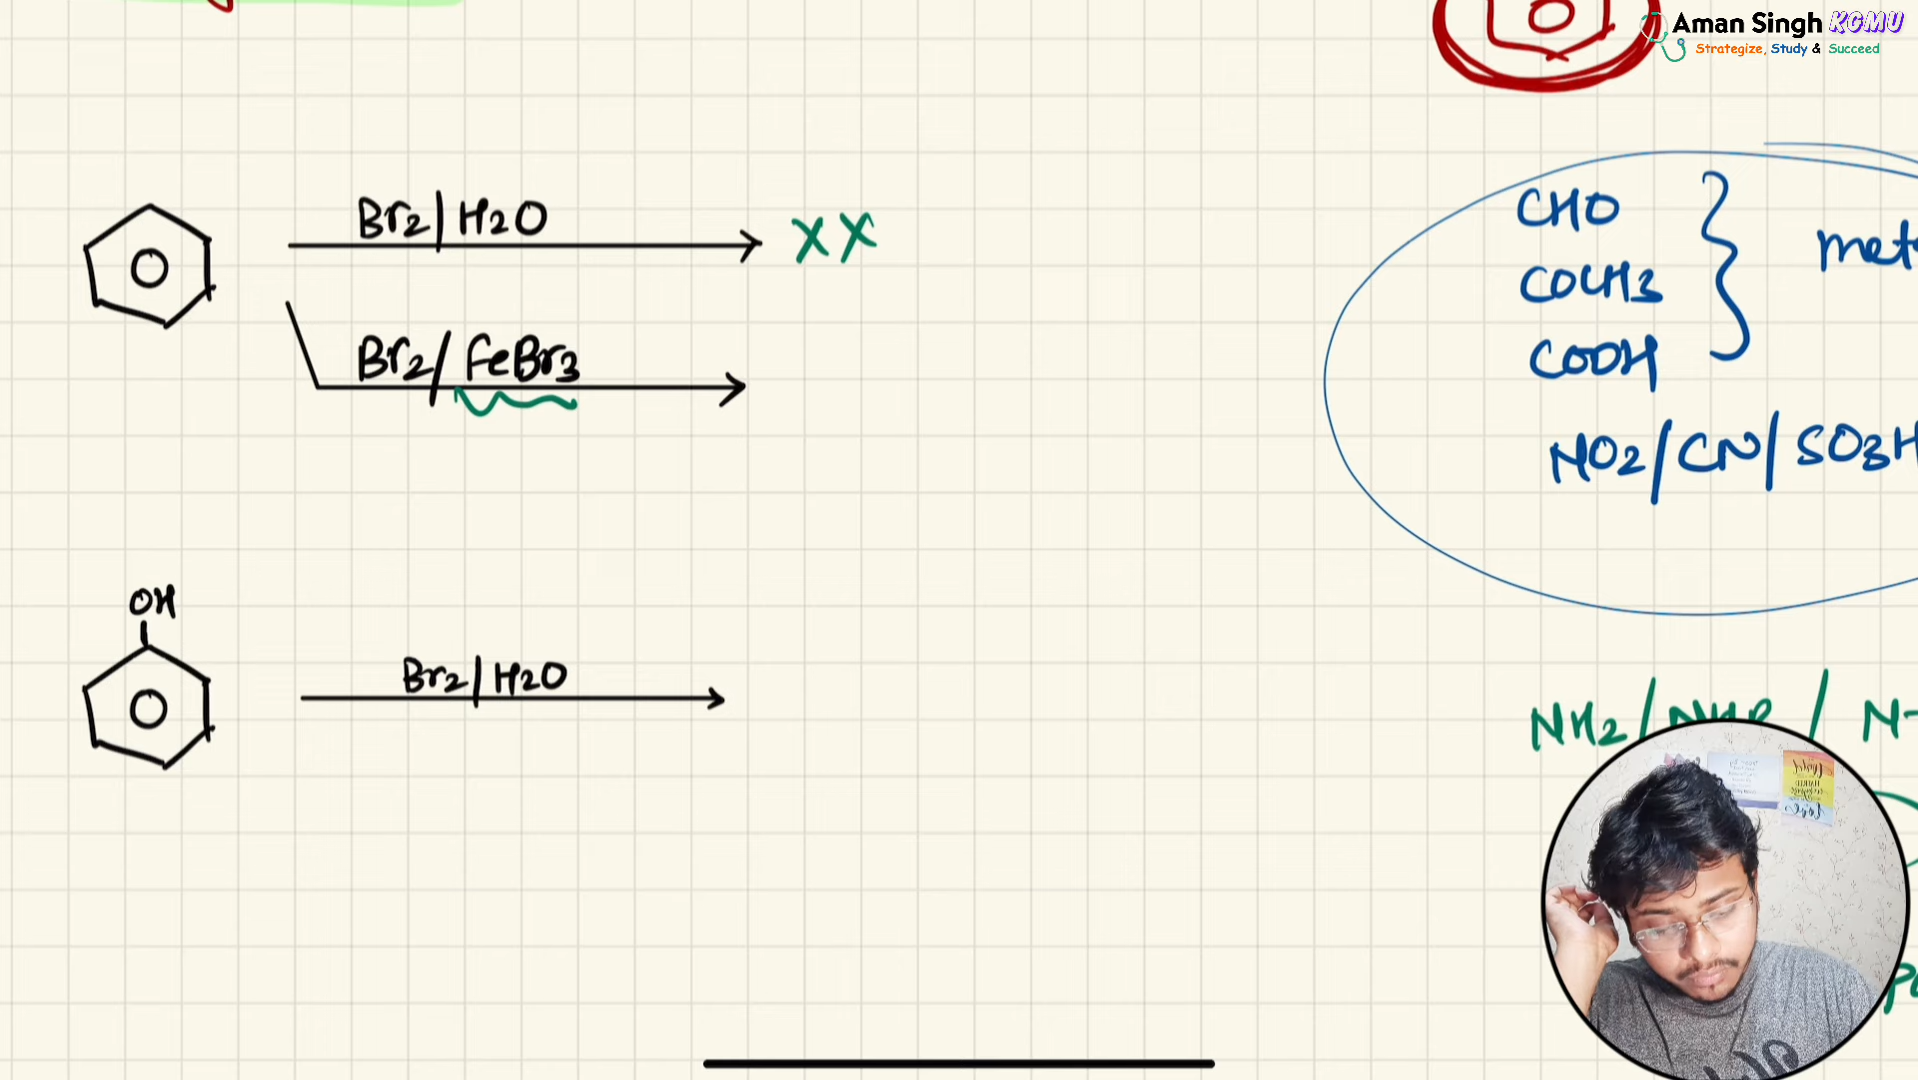 Aman Singh KGMU
Strategize, Study & Succeed
Br2/H2O XX
CHO
COCH3
COOH
Br2/FeBr3
NO2/CN/SO3H
OH
Br2/H2O
NH2/NHR/N-